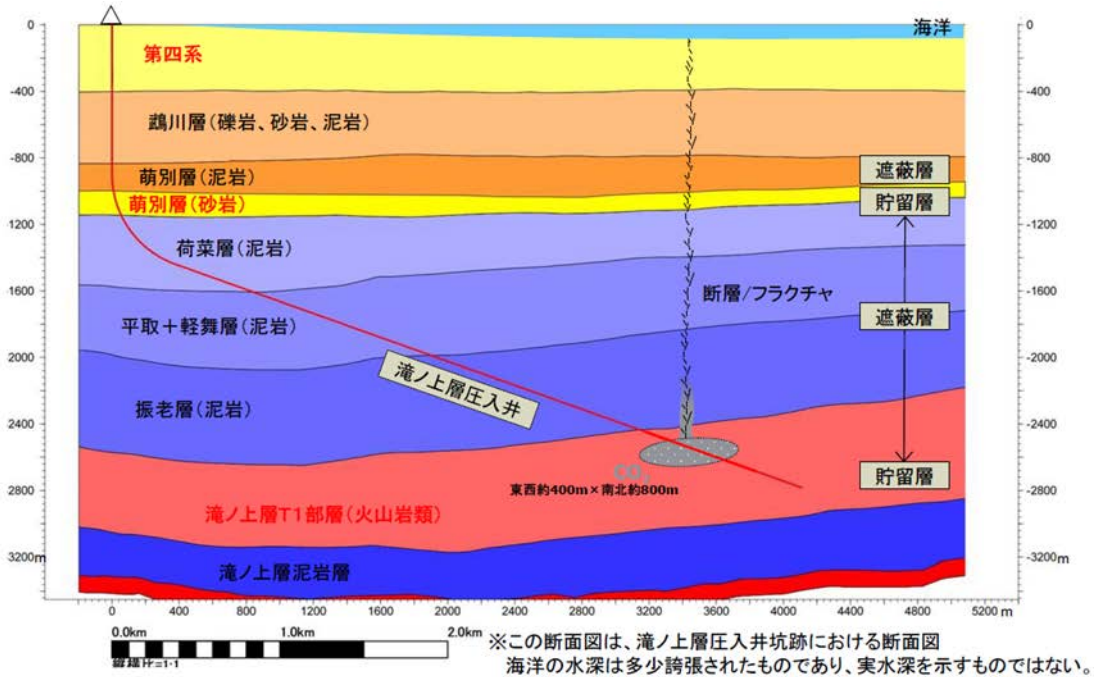 海洋
0
-400
-800
-1200
-1600
-2000
-2400
-2800
3200m
0
-400
-800
-1200
-1600
-2000
-2400
-2800
-3200 m
第四系
鵡川層(礫岩、砂岩、泥岩)
萌別層(泥岩)
遮蔽層
萌別層(砂岩)
貯留層
荷菜層(泥岩)
断層/フラクチャ
平取+軽舞層(泥岩)
遮蔽層
滝ノ上層圧入井
振老層(泥岩)
CO2
東西約400m×南北約800m
貯留層
滝ノ上層T1部層(火山岩類)
滝ノ上層泥岩層
0 400 800 1200 1600 2000 2400 2800 3200 3600 4000 4400 4800 5200 m
0.0km 1.0km 2.0km
縦横比=1:1
※この断面図は、滝ノ上層圧入井坑跡における断面図
海洋の水深は多少誇張されたものであり、実水深を示すものではない。